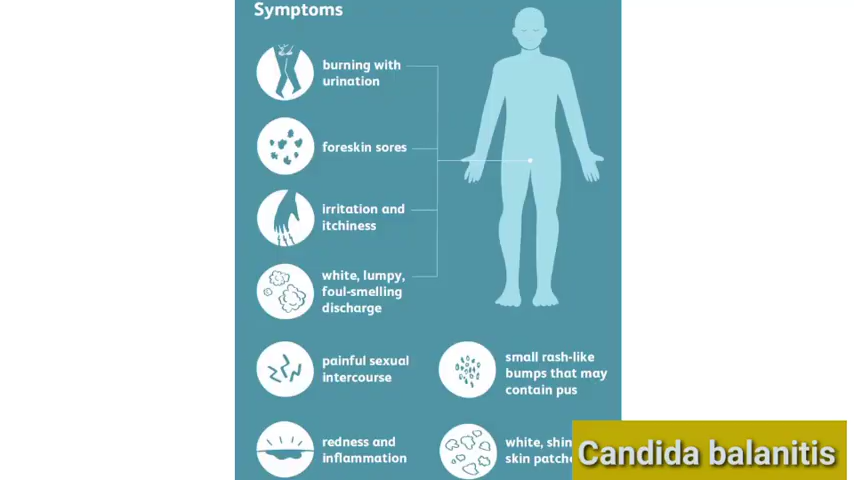 Symptoms
burning with
urination
foreskin sores
irritation and
itchiness
white, lumpy,
foul-smelling
discharge
painful sexual
intercourse
small rash-like
bumps that may
contain pus
redness and
inflammation
white,
skin
Candida balanitis